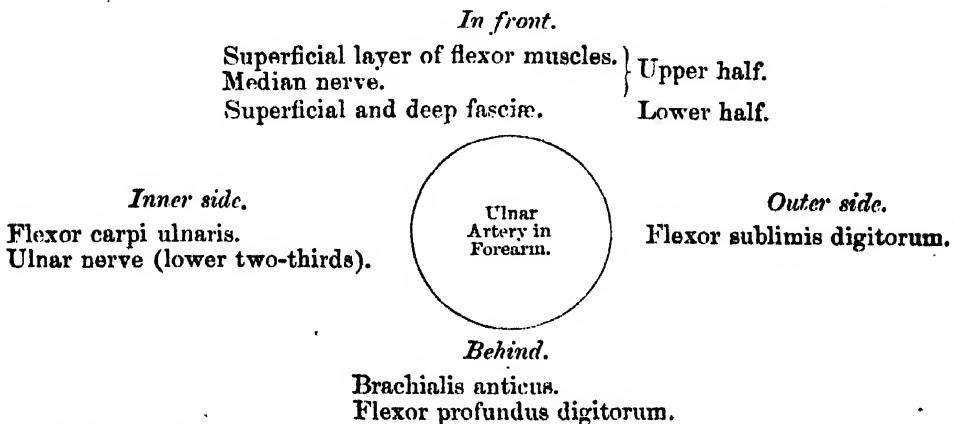 In front.
Superficial layer of flexor muscles. } Upper half.
Median nerve.
Superficial and deep fasciæ. Lower half.
Inner side.
Flexor carpi ulnaris.
Ulnar nerve (lower two-thirds).
Ulnar
Artery in
Forearm.
Outer side.
Flexor sublimis digitorum.
Behind.
Brachialis anticus.
Flexor profundus digitorum.